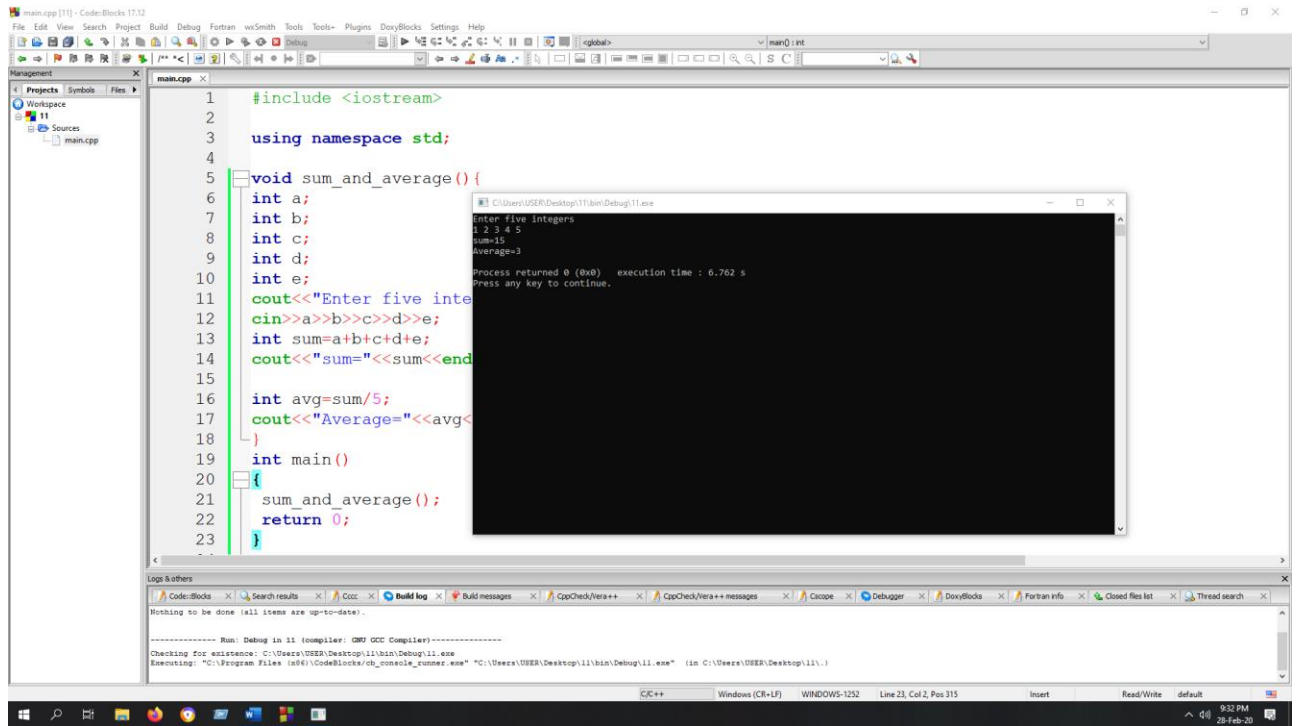 main.cpp [11] - Code::Blocks 17.12
File Edit View Search Project Build Debug Fortran wxSmith Tools Tools+ Plugins DoxyBlocks Settings Help
Debug
<global>
main() : int
/** *<
S C
Management
Projects Symbols Files
Workspace
11
Sources
main.cpp
main.cpp
1 #include <iostream>
2
3 using namespace std;
4
5 void sum_and_average(){
6 int a;
7 int b;
8 int c;
9 int d;
10 int e;
11 cout<<"Enter five inte
12 cin>>a>>b>>c>>d>>e;
13 int sum=a+b+c+d+e;
14 cout<<"sum="<<sum<<end
15
16 int avg=sum/5;
17 cout<<"Average="<<avg<
18 }
19 int main()
20 {
21 sum_and_average();
22 return 0;
23 }
C:\Users\USER\Desktop\11\bin\Debug\11.exe
Enter five integers
1 2 3 4 5
sum=15
Average=3
Process returned 0 (0x0) execution time : 6.762 s
Press any key to continue.
Logs & others
Code::Blocks Search results Cccc Build log Build messages CppCheck/Vera++ CppCheck/Vera++ messages Cscope Debugger DoxyBlocks Fortran info Closed files list Thread search
Nothing to be done (all items are up-to-date).
-------------- Run: Debug in 11 (compiler: GNU GCC Compiler)---------------
Checking for existence: C:\Users\USER\Desktop\11\bin\Debug\11.exe
Executing: "C:\Program Files (x86)\CodeBlocks/cb_console_runner.exe" "C:\Users\USER\Desktop\11\bin\Debug\11.exe" (in C:\Users\USER\Desktop\11\.)
C/C++ Windows (CR+LF) WINDOWS-1252 Line 23, Col 2, Pos 315 Insert Read/Write default
9:32 PM
28-Feb-20